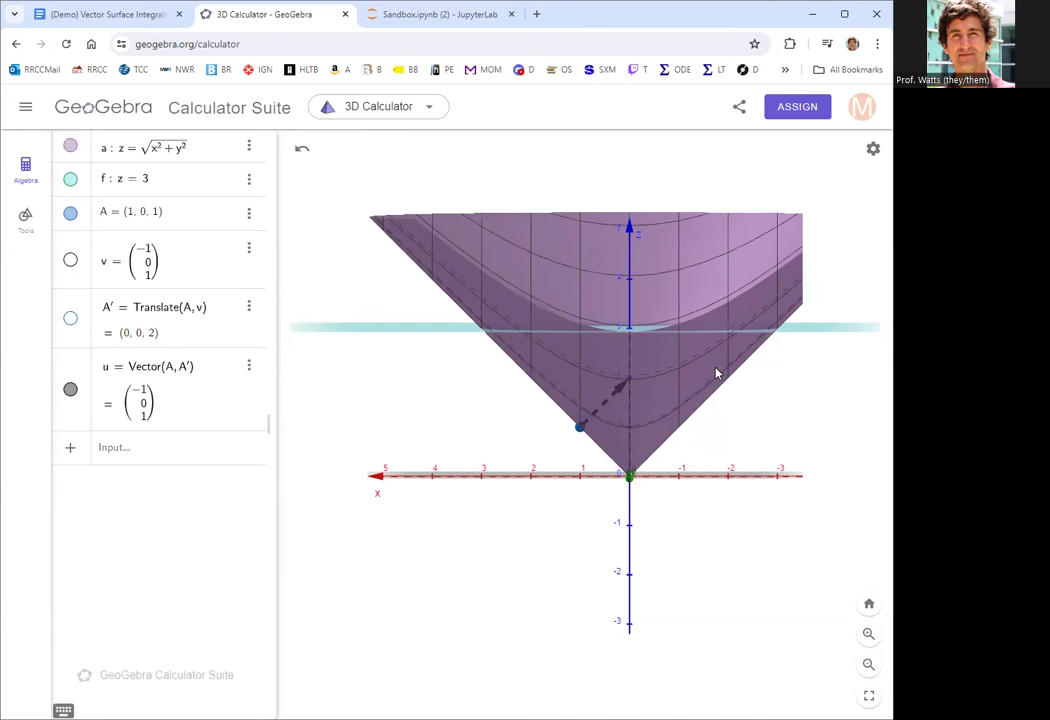 (Demo) Vector Surface Integral
3D Calculator - GeoGebra
Sandbox.ipynb (2) - JupyterLab
geogebra.org/calculator
RRCCMail RRCC TCC NWR BR IGN HLTB A B BB PE MOM D OS SXM T ODE LT D All Bookmarks
Prof. Watts (they/them)
GeoGebra Calculator Suite 3D Calculator ASSIGN M
Algebra
Tools
a : z = √x² + y²
f : z = 3
A = (1, 0, 1)
v = (−1 0 1)
A′ = Translate(A, v)
= (0, 0, 2)
u = Vector(A, A′)
= (−1 0 1)
Input...
z
5 4 3 2 1 0 -1 -2 -3
x
-1
-2
-3
GeoGebra Calculator Suite